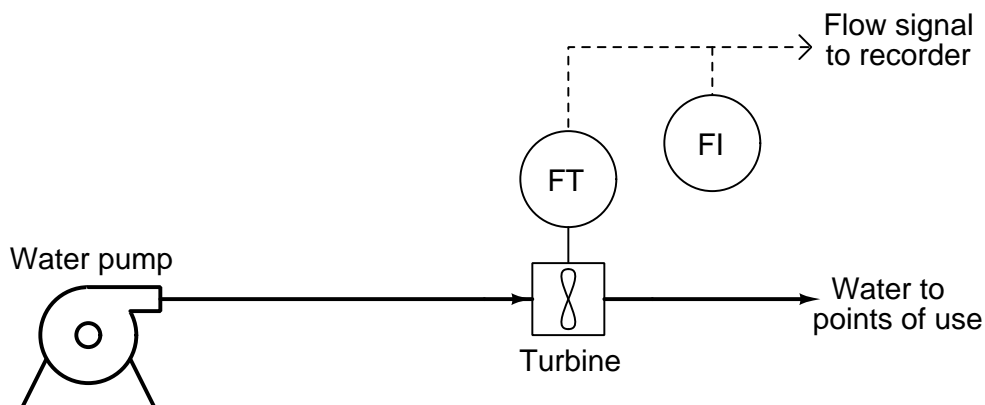 Flow signal
to recorder
FI
FT
Water pump
Water to
points of use
Turbine